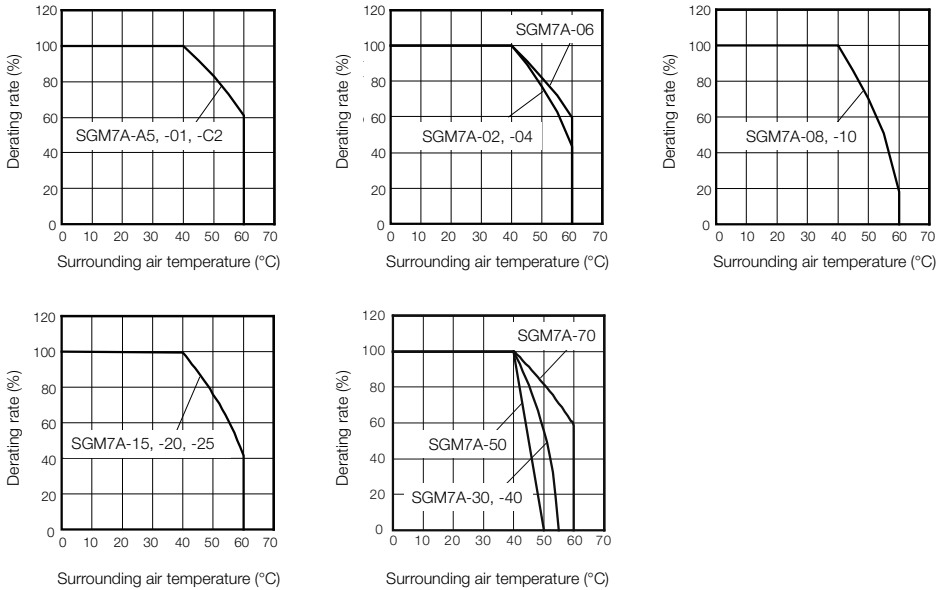 Derating rate (%)
120
100
80
60
40
20
0
SGM7A-A5, -01, -C2
0 10 20 30 40 50 60 70
Surrounding air temperature (°C)
Derating rate (%)
120
100
80
60
40
20
0
SGM7A-06
SGM7A-02, -04
0 10 20 30 40 50 60 70
Surrounding air temperature (°C)
Derating rate (%)
120
100
80
60
40
20
0
SGM7A-08, -10
0 10 20 30 40 50 60 70
Surrounding air temperature (°C)
Derating rate (%)
120
100
80
60
40
20
0
SGM7A-15, -20, -25
0 10 20 30 40 50 60 70
Surrounding air temperature (°C)
Derating rate (%)
120
100
80
60
40
20
0
SGM7A-70
SGM7A-50
SGM7A-30, -40
0 10 20 30 40 50 60 70
Surrounding air temperature (°C)